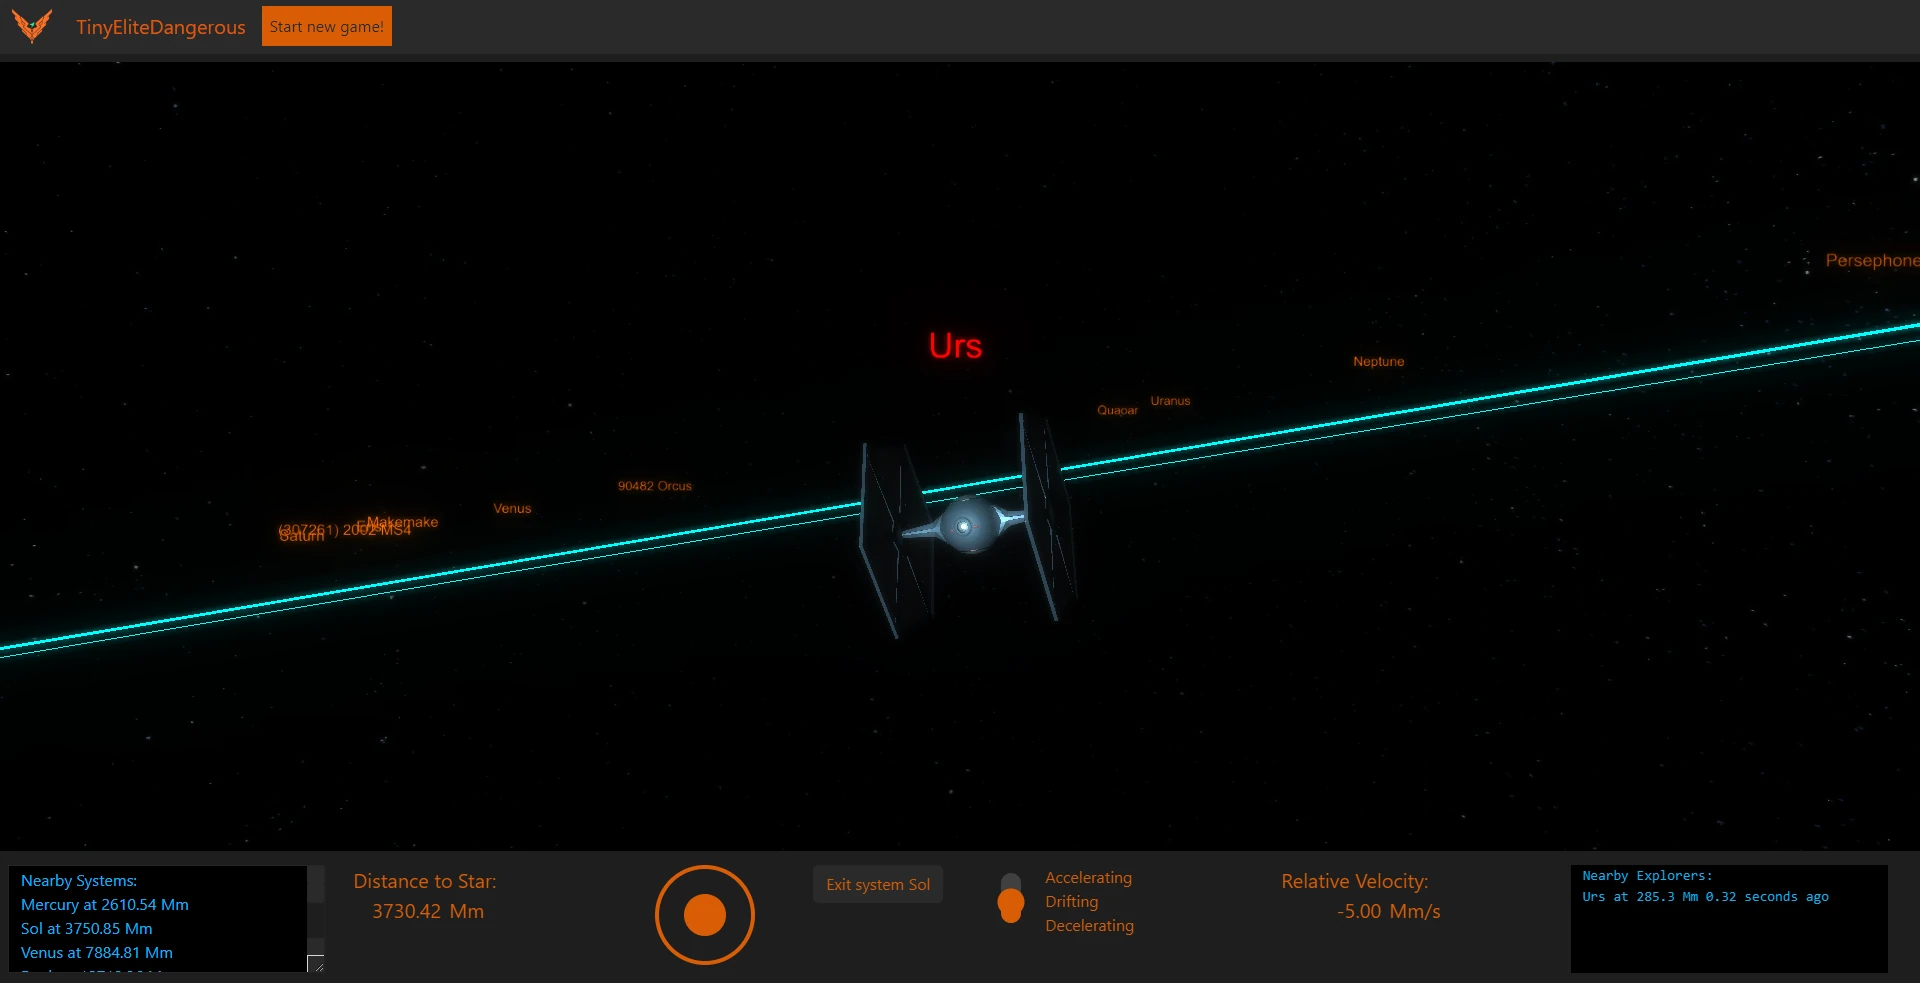 TinyEliteDangerous
Start new game!
Persephone
Urs
Neptune
Uranus
Quaoar
90482 Orcus
Venus
Makemake
(307261) 2002 MS4
Saturn
Nearby Systems:
Mercury at 2610.54 Mm
Sol at 3750.85 Mm
Venus at 7884.81 Mm
Distance to Star:
3730.42 Mm
Exit system Sol
Accelerating
Drifting
Decelerating
Relative Velocity:
-5.00 Mm/s
Nearby Explorers:
Urs at 285.3 Mm 0.32 seconds ago